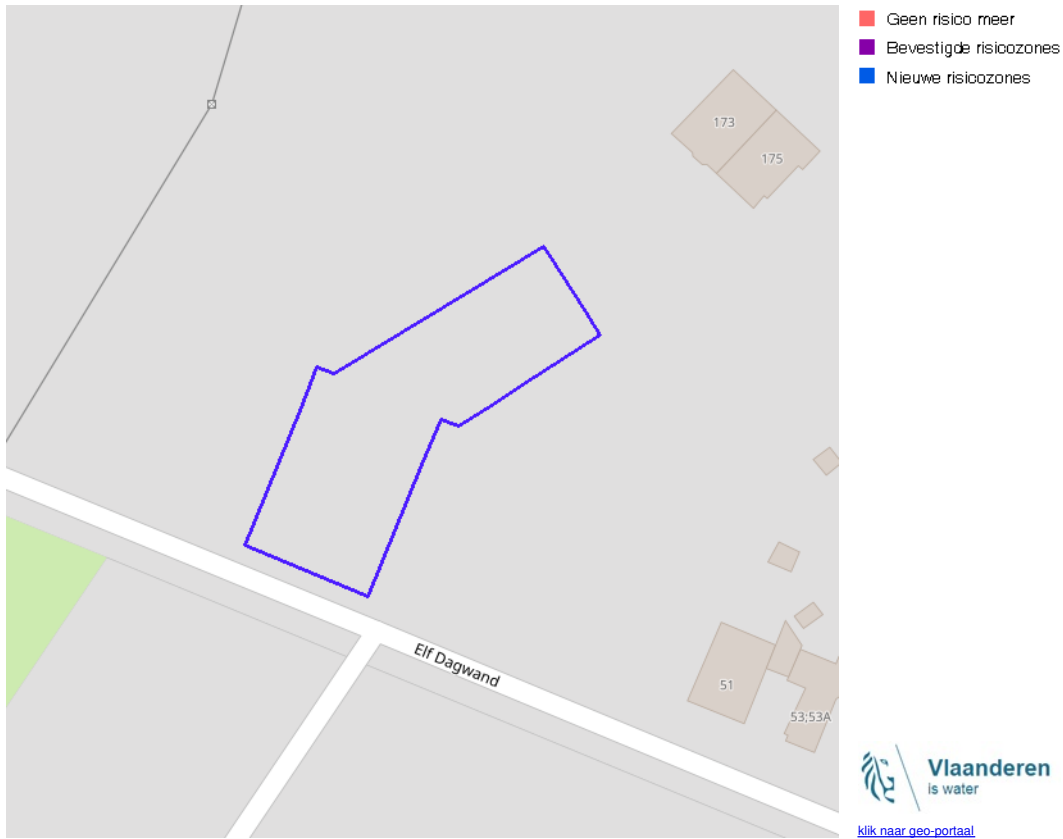 Geen risico meer
Bevestigde risicozones
Nieuwe risicozones
173
175
Elf Dagwand
51
53;53A
Vlaanderen
is water
klik naar geo-portaal